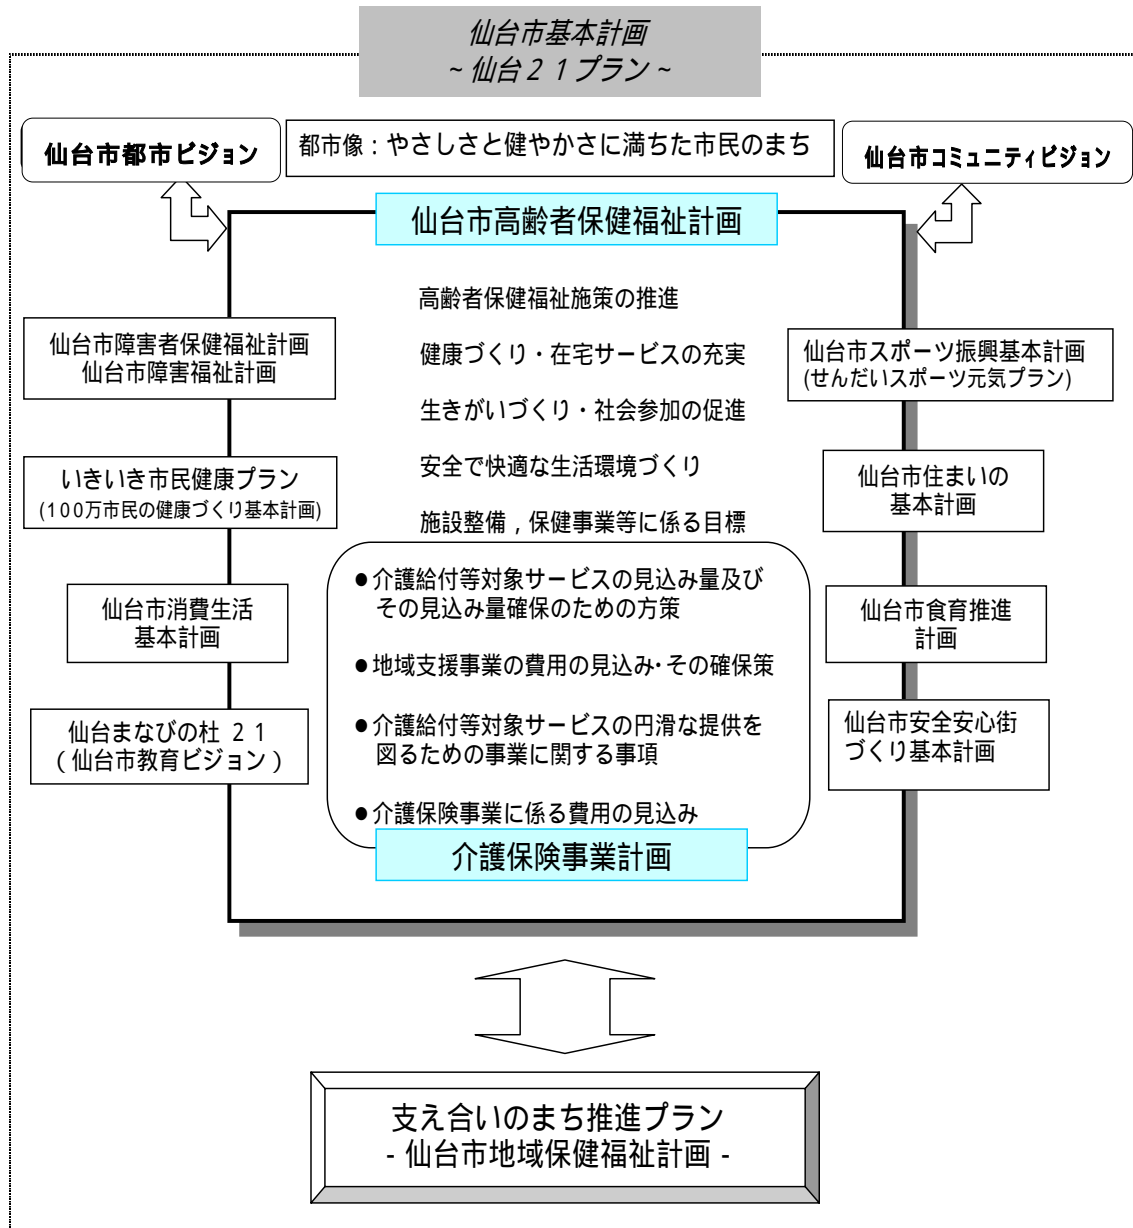 仙台市基本計画
~ 仙台２１プラン ~
仙台市都市ビジョン
都市像：やさしさと健やかさに満ちた市民のまち
仙台市コミュニティビジョン
仙台市高齢者保健福祉計画
高齢者保健福祉施策の推進
健康づくり・在宅サービスの充実
生きがいづくり・社会参加の促進
安全で快適な生活環境づくり
施設整備，保健事業等に係る目標
●介護給付等対象サービスの見込み量及び
その見込み量確保のための方策
●地域支援事業の費用の見込み・その確保策
●介護給付等対象サービスの円滑な提供を
図るための事業に関する事項
●介護保険事業に係る費用の見込み
介護保険事業計画
仙台市障害者保健福祉計画
仙台市障害福祉計画
いきいき市民健康プラン
(100万市民の健康づくり基本計画)
仙台市消費生活
基本計画
仙台まなびの杜 ２１
（仙台市教育ビジョン）
仙台市スポーツ振興基本計画
(せんだいスポーツ元気プラン)
仙台市住まいの
基本計画
仙台市食育推進
計画
仙台市安全安心街
づくり基本計画
支え合いのまち推進プラン
- 仙台市地域保健福祉計画 -